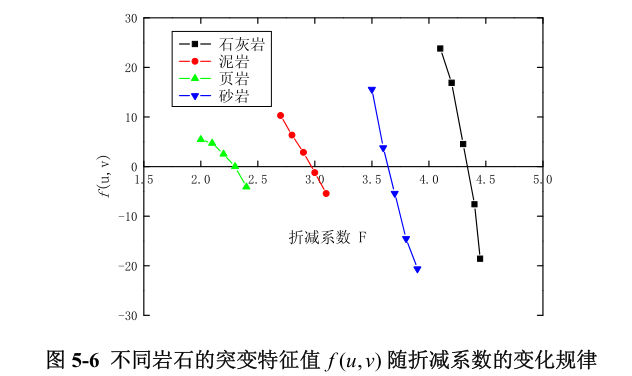 30
20
10
0
-10
-20
-30
f(u, v)
石灰岩
泥岩
页岩
砂岩
1.5 2.0 2.5 3.0 3.5 4.0 4.5 5.0
折减系数 F
图 5-6 不同岩石的突变特征值 f(u,v) 随折减系数的变化规律